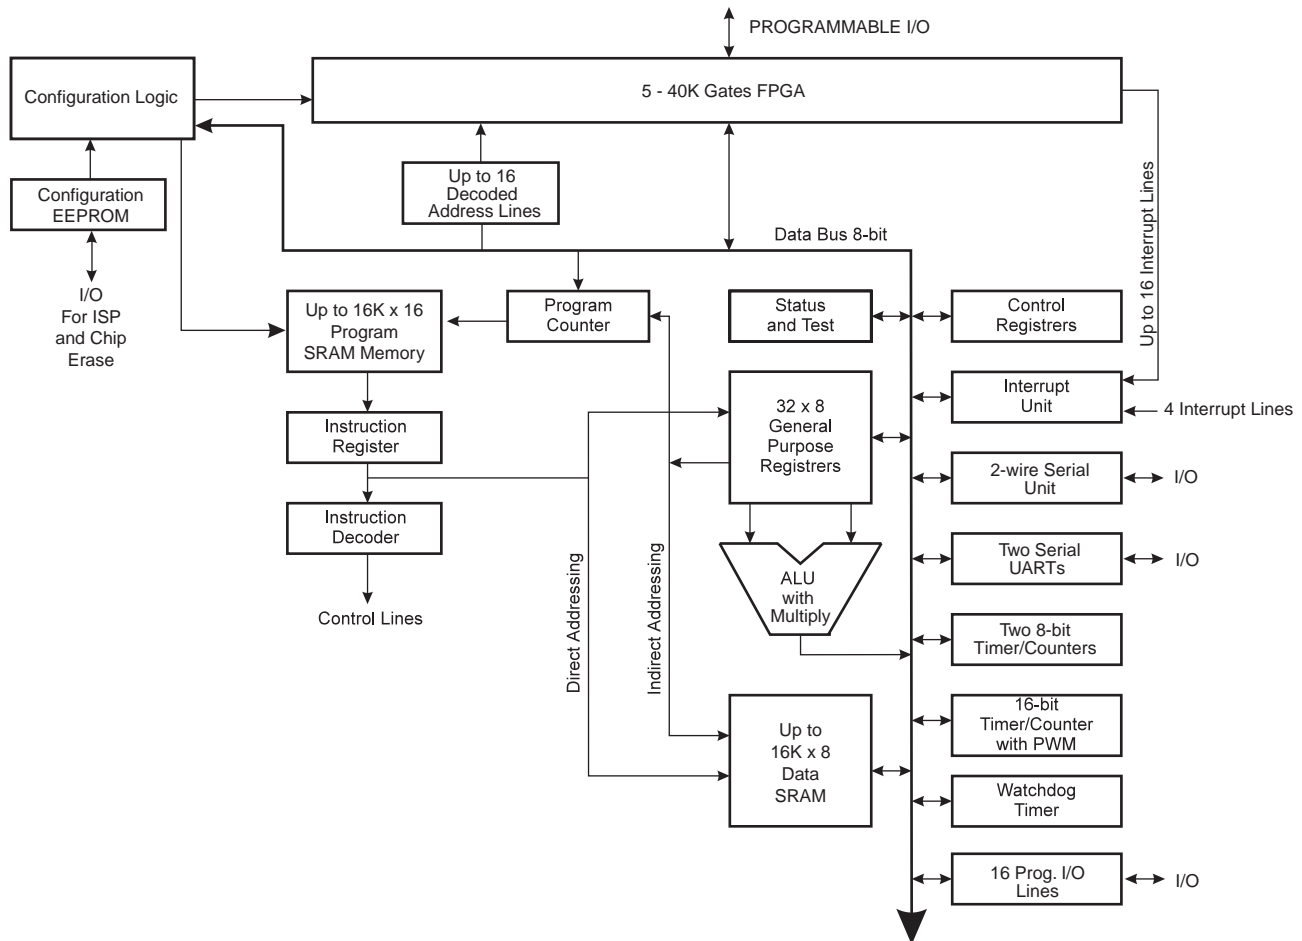 PROGRAMMABLE I/O
Configuration Logic
5 - 40K Gates FPGA
Up to 16
Decoded
Address Lines
Configuration
EEPROM
Data Bus 8-bit
Up to 16 Interrupt Lines
I/O
For ISP
and Chip
Erase
Up to 16K x 16
Program
SRAM Memory
Program
Counter
Status
and Test
Control
Registrers
Interrupt
Unit
4 Interrupt Lines
Instruction
Register
32 x 8
General
Purpose
Registrers
2-wire Serial
Unit
I/O
Instruction
Decoder
Control Lines
Direct Addressing
Indirect Addressing
ALU
with
Multiply
Two Serial
UARTs
I/O
Two 8-bit
Timer/Counters
Up to
16K x 8
Data
SRAM
16-bit
Timer/Counter
with PWM
Watchdog
Timer
16 Prog. I/O
Lines
I/O